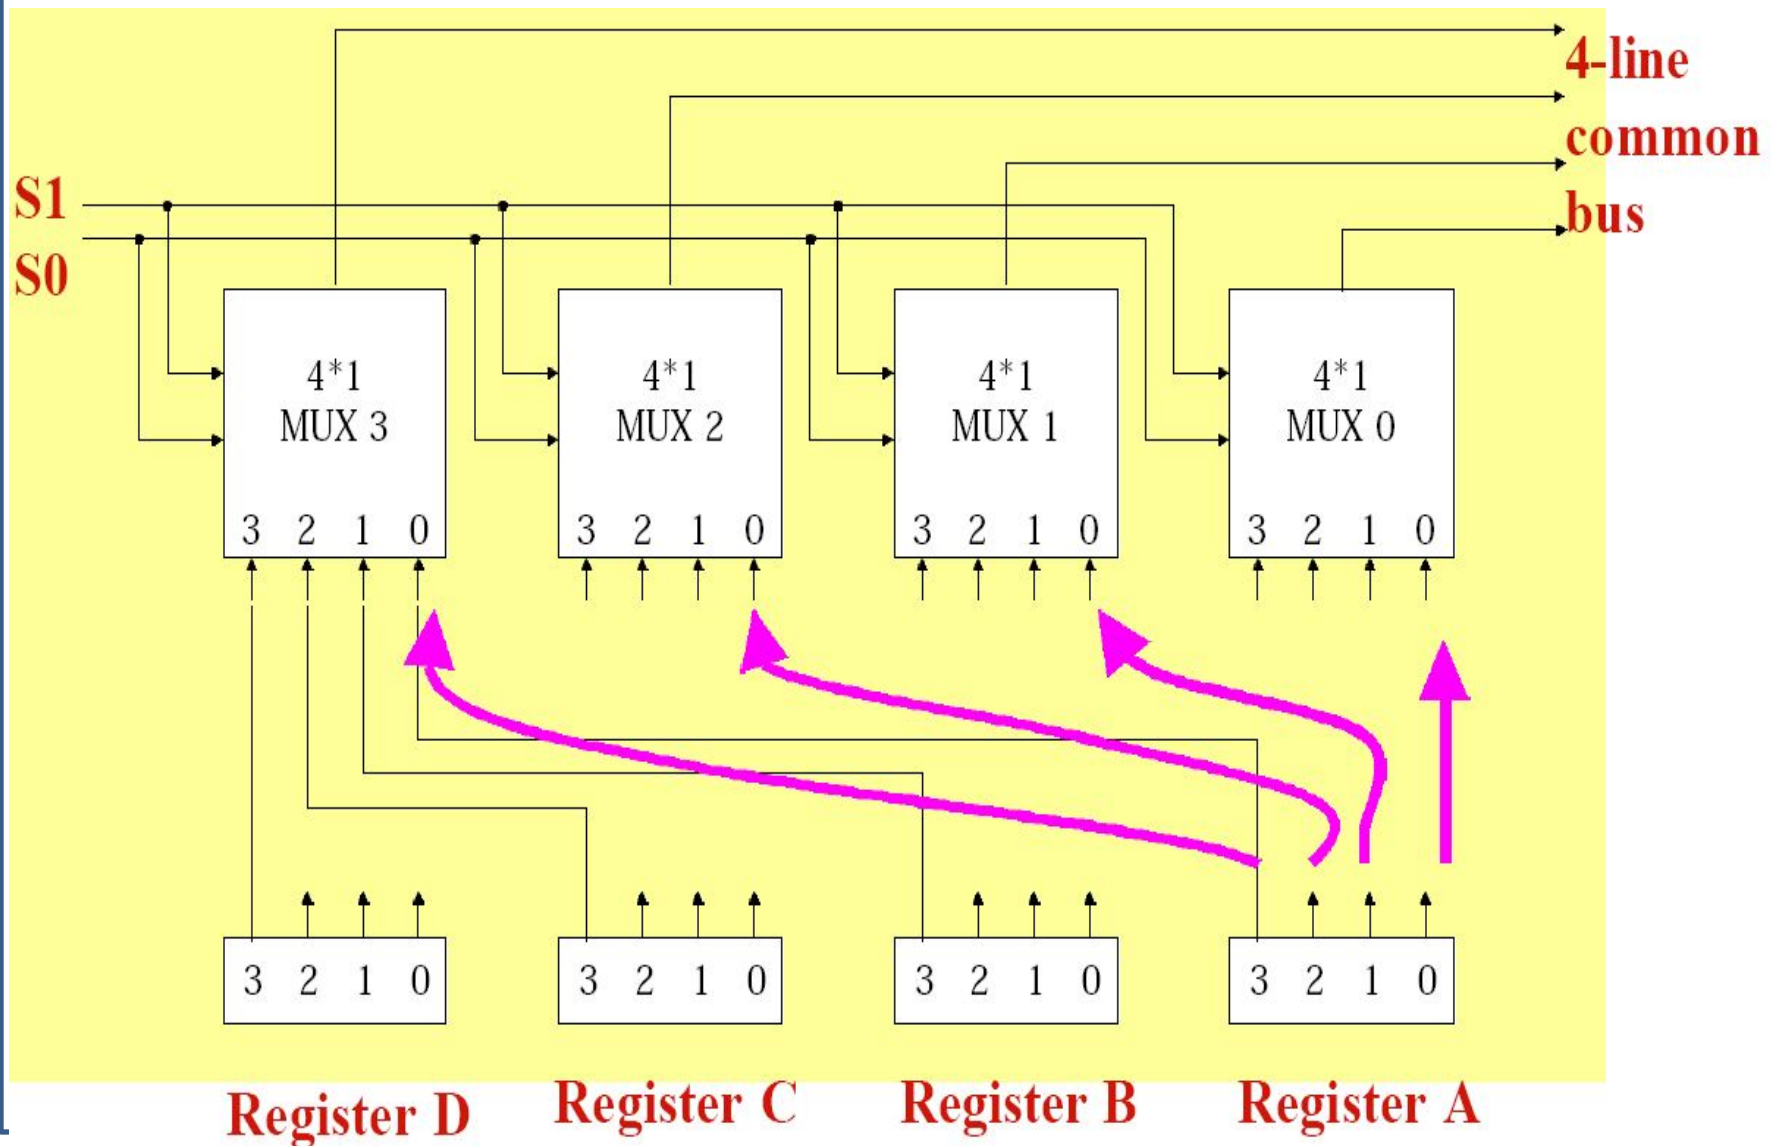 4-line
common
bus
S1
S0
4*1
MUX 3
3 2 1 0
4*1
MUX 2
3 2 1 0
4*1
MUX 1
3 2 1 0
4*1
MUX 0
3 2 1 0
3 2 1 0
3 2 1 0
3 2 1 0
3 2 1 0
Register D
Register C
Register B
Register A